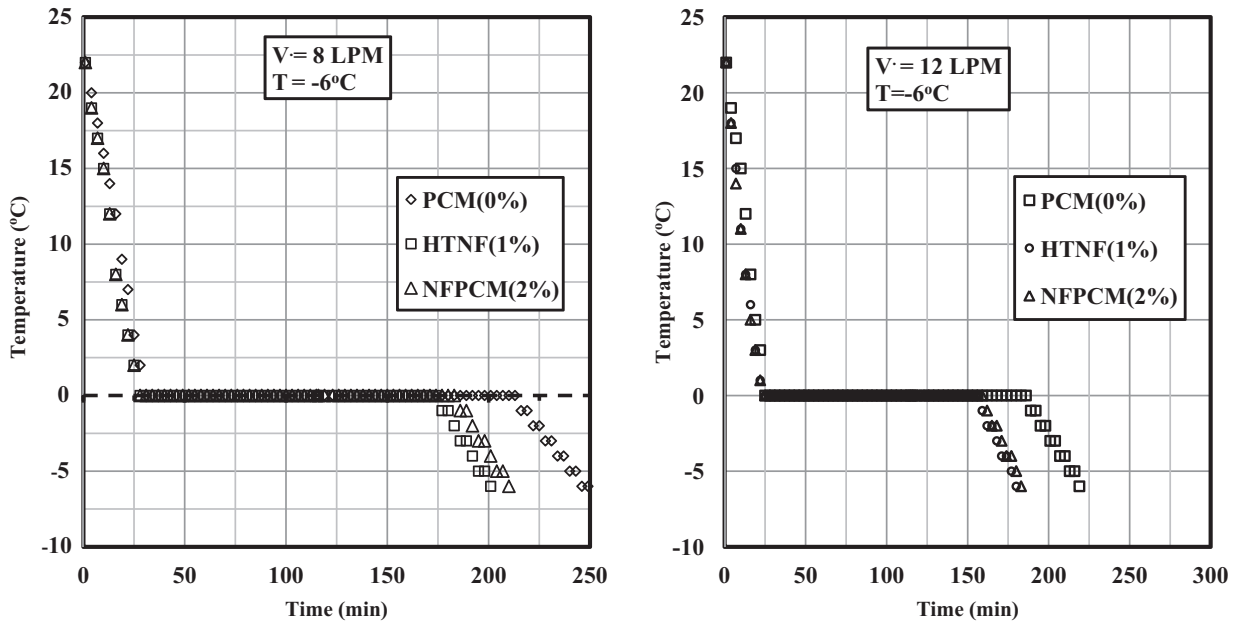 25
20
15
10
5
0
-5
-10
Temperature (ºC)
0 50 100 150 200 250
Time (min)
V·= 8 LPM
T = -6ºC
PCM(0%)
HTNF(1%)
NFPCM(2%)
25
20
15
10
5
0
-5
-10
Temperature (ºC)
0 50 100 150 200 250 300
Time (min)
V·= 12 LPM
T=-6ºC
PCM(0%)
HTNF(1%)
NFPCM(2%)